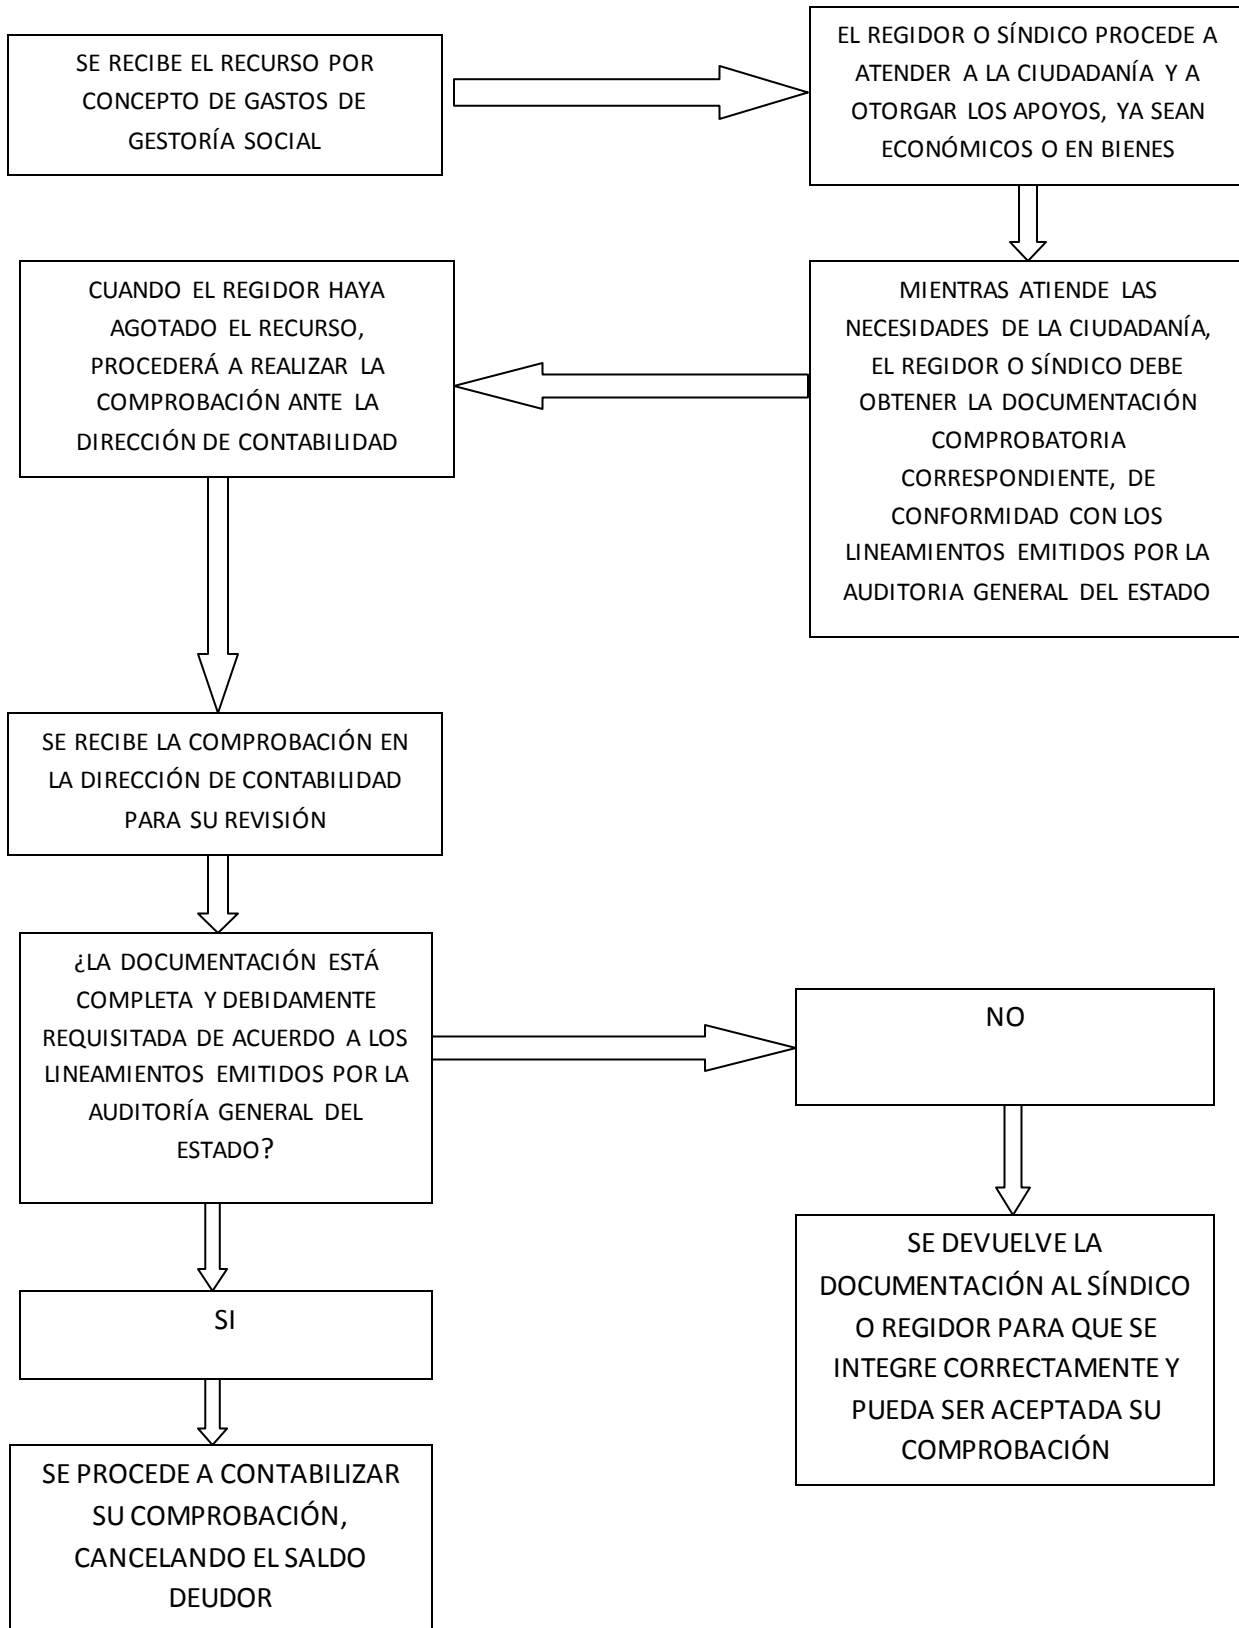 SE RECIBE EL RECURSO POR
CONCEPTO DE GASTOS DE
GESTORÍA SOCIAL
EL REGIDOR O SÍNDICO PROCEDE A
ATENDER A LA CIUDADANÍA Y A
OTORGAR LOS APOYOS, YA SEAN
ECONÓMICOS O EN BIENES
MIENTRAS ATIENDE LAS
NECESIDADES DE LA CIUDADANÍA,
EL REGIDOR O SÍNDICO DEBE
OBTENER LA DOCUMENTACIÓN
COMPROBATORIA
CORRESPONDIENTE, DE
CONFORMIDAD CON LOS
LINEAMIENTOS EMITIDOS POR LA
AUDITORIA GENERAL DEL ESTADO
CUANDO EL REGIDOR HAYA
AGOTADO EL RECURSO,
PROCEDERÁ A REALIZAR LA
COMPROBACIÓN ANTE LA
DIRECCIÓN DE CONTABILIDAD
SE RECIBE LA COMPROBACIÓN EN
LA DIRECCIÓN DE CONTABILIDAD
PARA SU REVISIÓN
¿LA DOCUMENTACIÓN ESTÁ
COMPLETA Y DEBIDAMENTE
REQUISITADA DE ACUERDO A LOS
LINEAMIENTOS EMITIDOS POR LA
AUDITORÍA GENERAL DEL
ESTADO?
NO
SE DEVUELVE LA
DOCUMENTACIÓN AL SÍNDICO
O REGIDOR PARA QUE SE
INTEGRE CORRECTAMENTE Y
PUEDA SER ACEPTADA SU
COMPROBACIÓN
SI
SE PROCEDE A CONTABILIZAR
SU COMPROBACIÓN,
CANCELANDO EL SALDO
DEUDOR